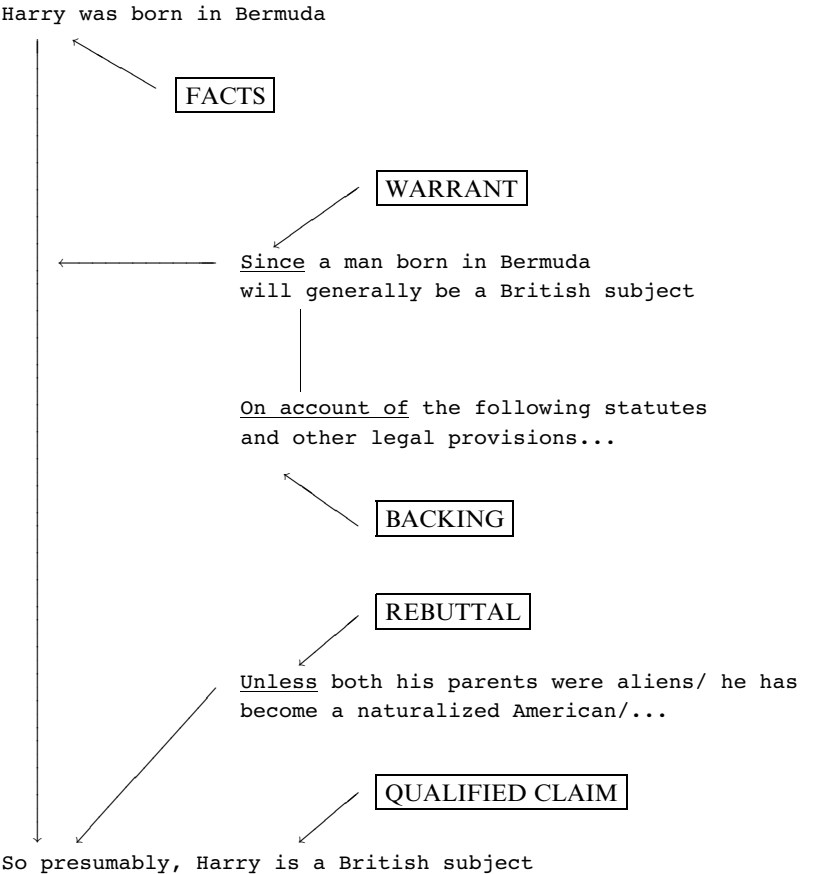 Harry was born in Bermuda
FACTS
WARRANT
Since a man born in Bermuda
will generally be a British subject
On account of the following statutes
and other legal provisions...
BACKING
REBUTTAL
Unless both his parents were aliens/ he has
become a naturalized American/...
QUALIFIED CLAIM
So presumably, Harry is a British subject